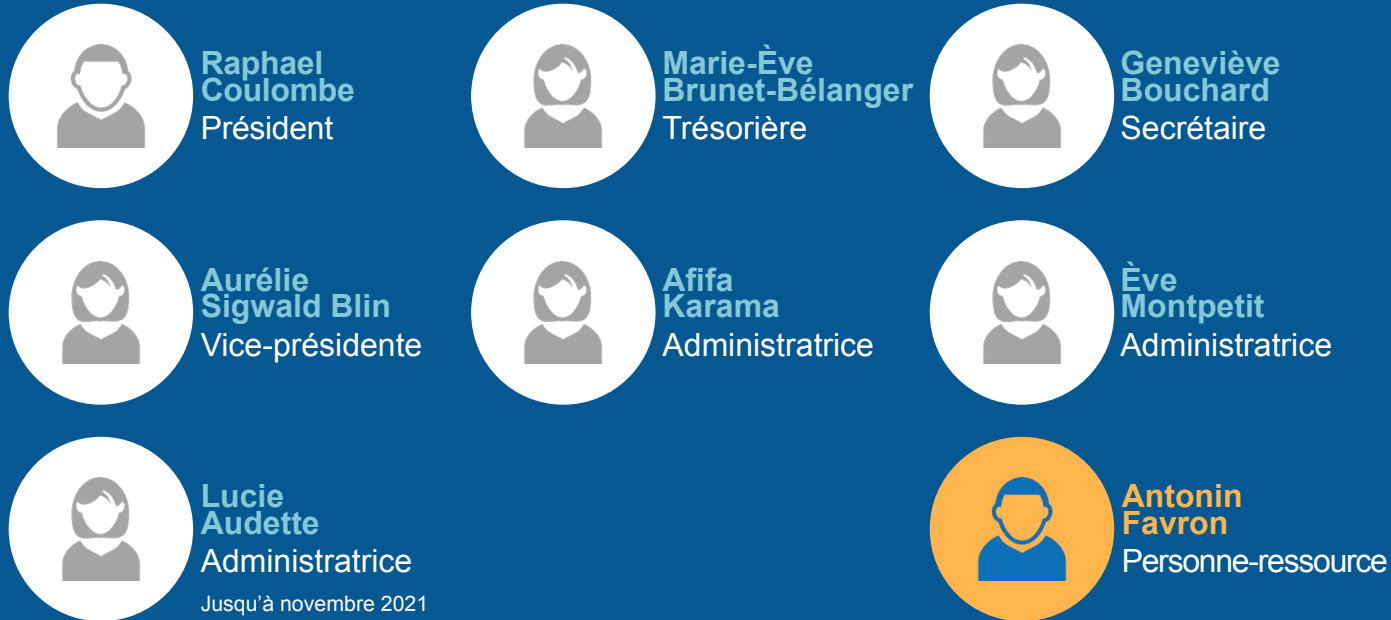 Raphael
Coulombe
Président
Marie-Ève
Brunet-Bélanger
Trésorière
Geneviève
Bouchard
Secrétaire
Aurélie
Sigwald Blin
Vice-présidente
Afifa
Karama
Administratrice
Ève
Montpetit
Administratrice
Lucie
Audette
Administratrice
Jusqu'à novembre 2021
Antonin
Favron
Personne-ressource